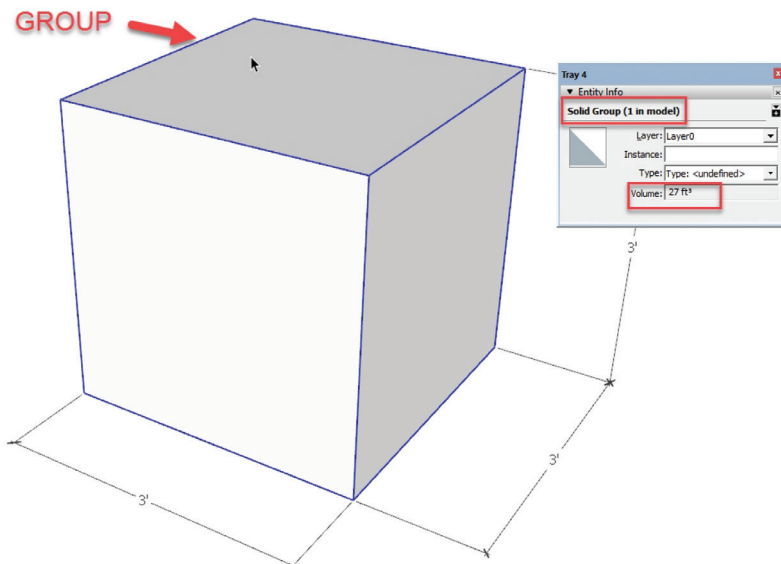 GROUP
Tray 4
Entity Info
Solid Group (1 in model)
Layer: Layer0
Instance:
Type: Type: <undefined>
Volume: 27 ft³
3'
3'
3'